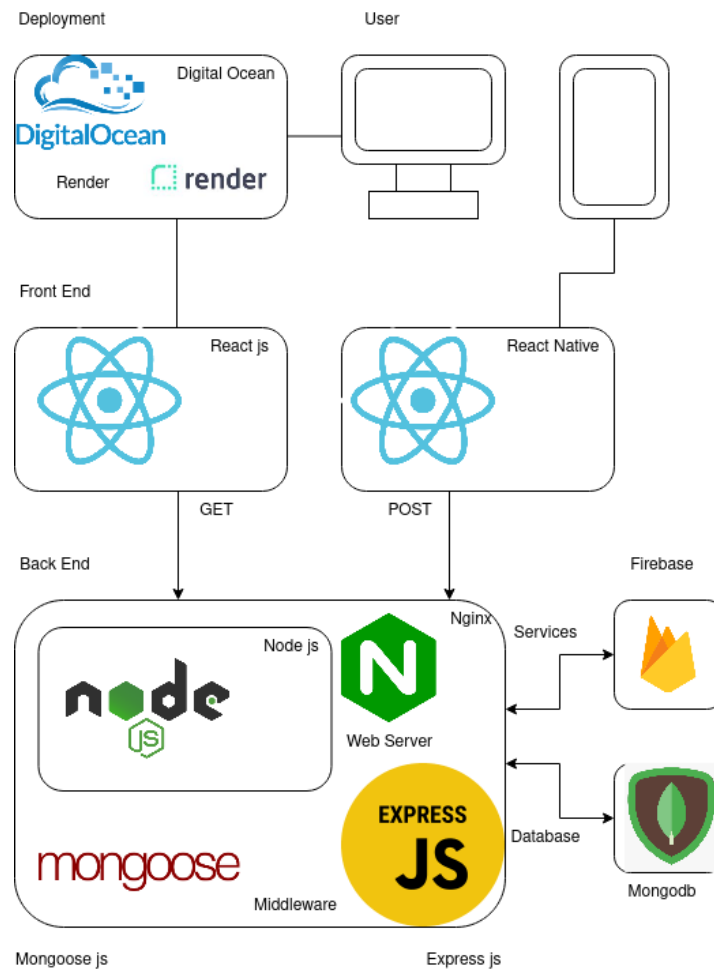 Deployment
User
Digital Ocean
DigitalOcean
Render
render
Front End
React js
React Native
GET
POST
Back End
Firebase
Node js
Nginx
Services
node
JS
N
Web Server
EXPRESS
JS
Database
mongoose
Middleware
Mongodb
Mongoose js
Express js